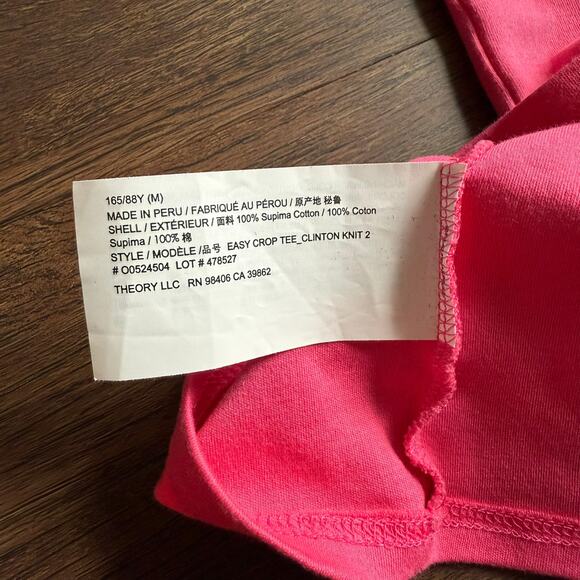 165/88Y (M)
MADE IN PERU / FABRIQUÉ AU PÉROU / 原产地 秘鲁
SHELL / EXTÉRIEUR / 面料 100% Supima Cotton / 100% Coton
Supima / 100% 棉
STYLE / MODÈLE /品号 EASY CROP TEE_CLINTON KNIT 2
# O0524504 LOT # 478527
THEORY LLC RN 98406 CA 39862